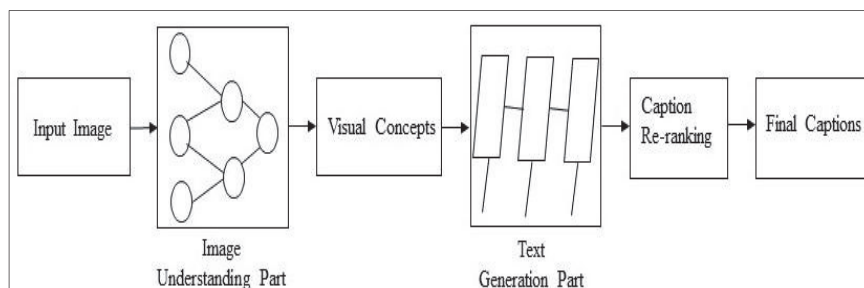 Input Image
Visual Concepts
Caption
Re-ranking
Final Captions
Image
Understanding Part
Text
Generation Part